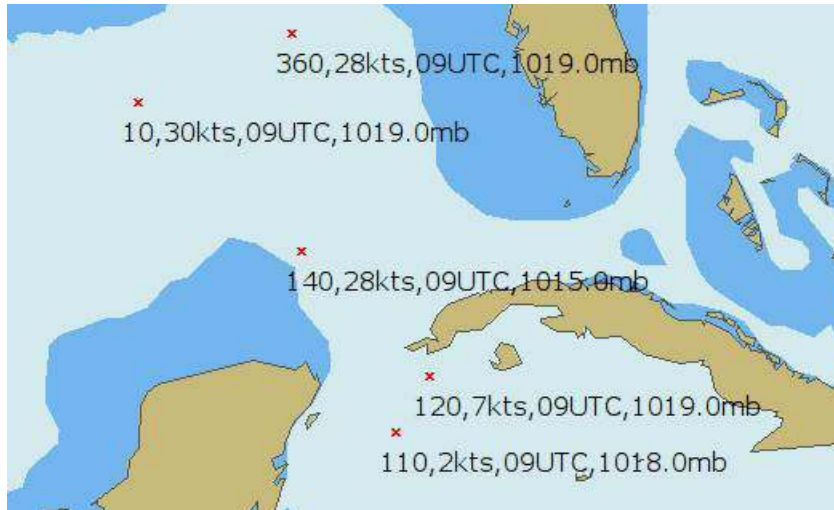 360,28kts,09UTC,1019.0mb
10,30kts,09UTC,1019.0mb
140,28kts,09UTC,1015.0mb
120,7kts,09UTC,1019.0mb
110,2kts,09UTC,1018.0mb